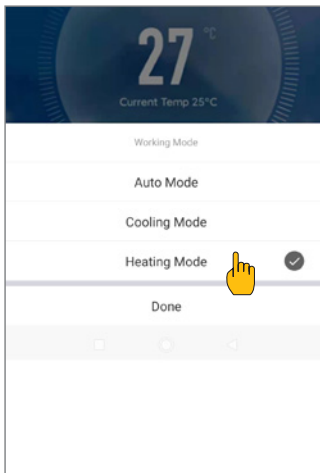 27 °C
Current Temp 25°C
Working Mode
Auto Mode
Cooling Mode
Heating Mode
Done